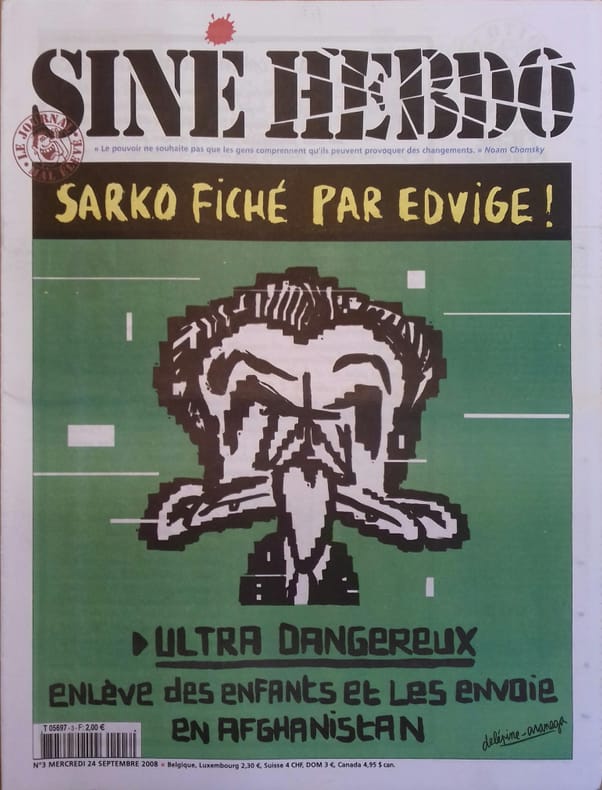 SINÉ HEBDO
LE JOURNAL MAL ÉLEVÉ
« Le pouvoir ne souhaite pas que les gens comprennent qu'ils peuvent provoquer des changements. » Noam Chomsky
SARKO FICHÉ PAR EDVIGE !
ULTRA DANGEREUX
enlève des enfants et les envoie
en AFGHANISTAN
delépine-aranega
T 05697 - 3 - F: 2,00 €
N°3 MERCREDI 24 SEPTEMBRE 2008 ■ Belgique, Luxembourg 2,30 €, Suisse 4 CHF, DOM 3 €, Canada 4,95 $ can.